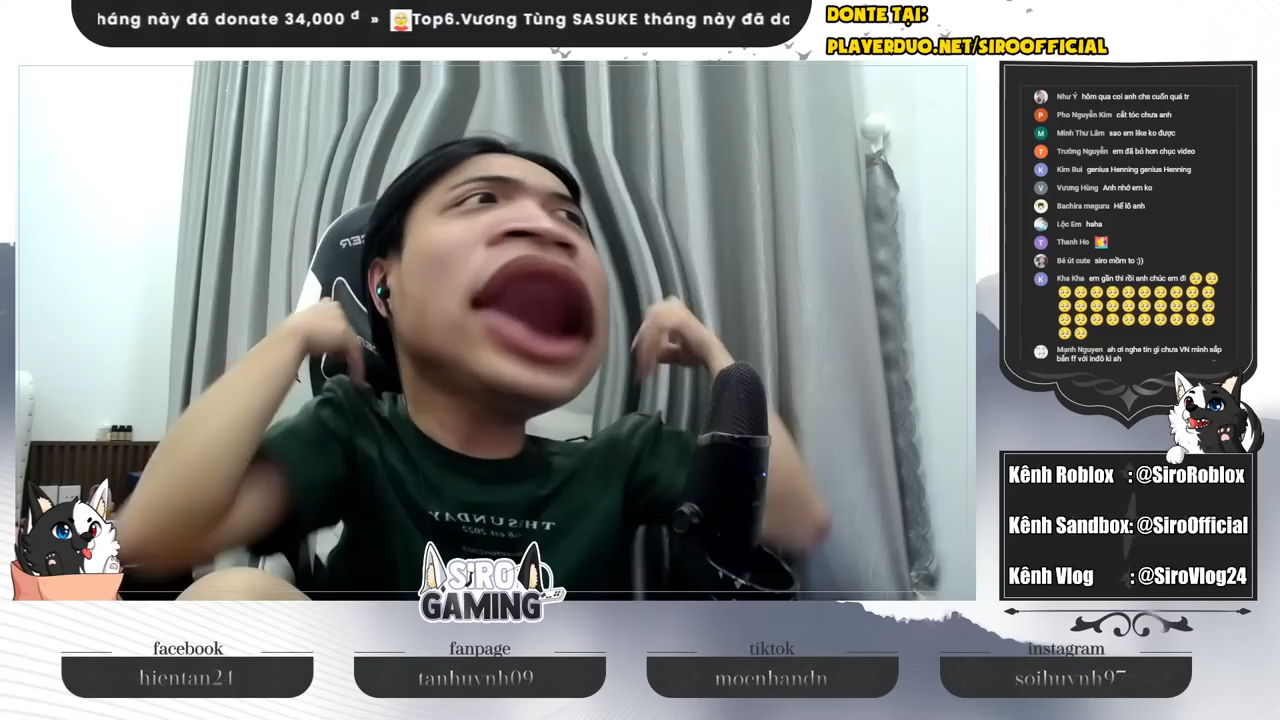 háng này đã donate 34,000 đ » Top6.Vương Tùng SASUKE tháng này đã do
DONTE TẠI:
PLAYERDUO.NET/SIROOFFICIAL
Như Ý hôm qua coi anh chs cuốn quá tr
Pho Nguyễn Kim cắt tóc chưa anh
Minh Thư Lâm sao em like ko được
Trường Nguyễn em đã bỏ hơn chục video
Kim Bui genius Henning genius Henning
Vương Hùng Anh nhớ em ko
Bachira meguru Hế lô anh
Lộc Em haha
Thanh Ho
Bé út cute siro mồm to :))
Kha Kha em gần thi rồi anh chúc em đi
Mạnh Nguyen ah ơi nghe tin gì chưa VN mình sắp
bắn ff với inđô kì ah
THSUNDAY
est 2022
SIRO
GAMING
Kênh Roblox : @SiroRoblox
Kênh Sandbox: @SiroOfficial
Kênh Vlog : @SiroVlog24
facebook
hientan24
fanpage
tanhuynh09
tiktok
mocnhandn
instagram
soihuynh97